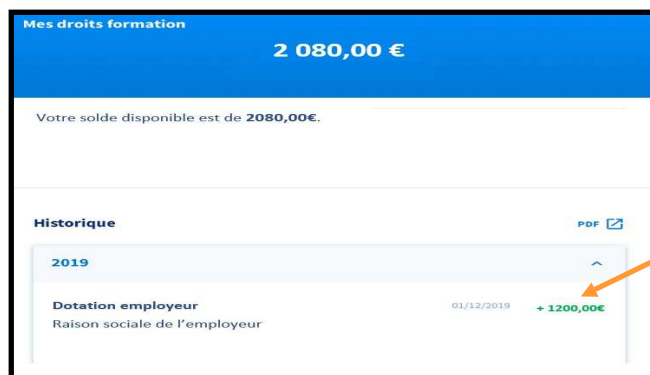 Mes droits formation
2 080,00 €
Votre solde disponible est de 2080,00€.
Historique
PDF
2019
Dotation employeur
01/12/2019
+ 1200,00€
Raison sociale de l'employeur